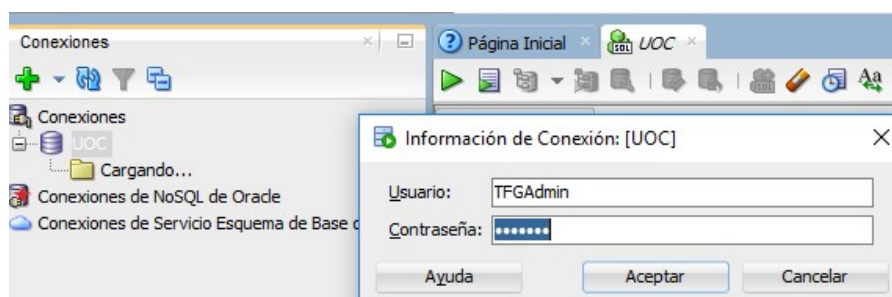 Conexiones
Página Inicial
UOC
Conexiones
UOC
Cargando...
Conexiones de NoSQL de Oracle
Conexiones de Servicio Esquema de Base
Información de Conexión: [UOC]
Usuario: TFGAdmin
Contraseña: •••••••
Ayuda Aceptar Cancelar